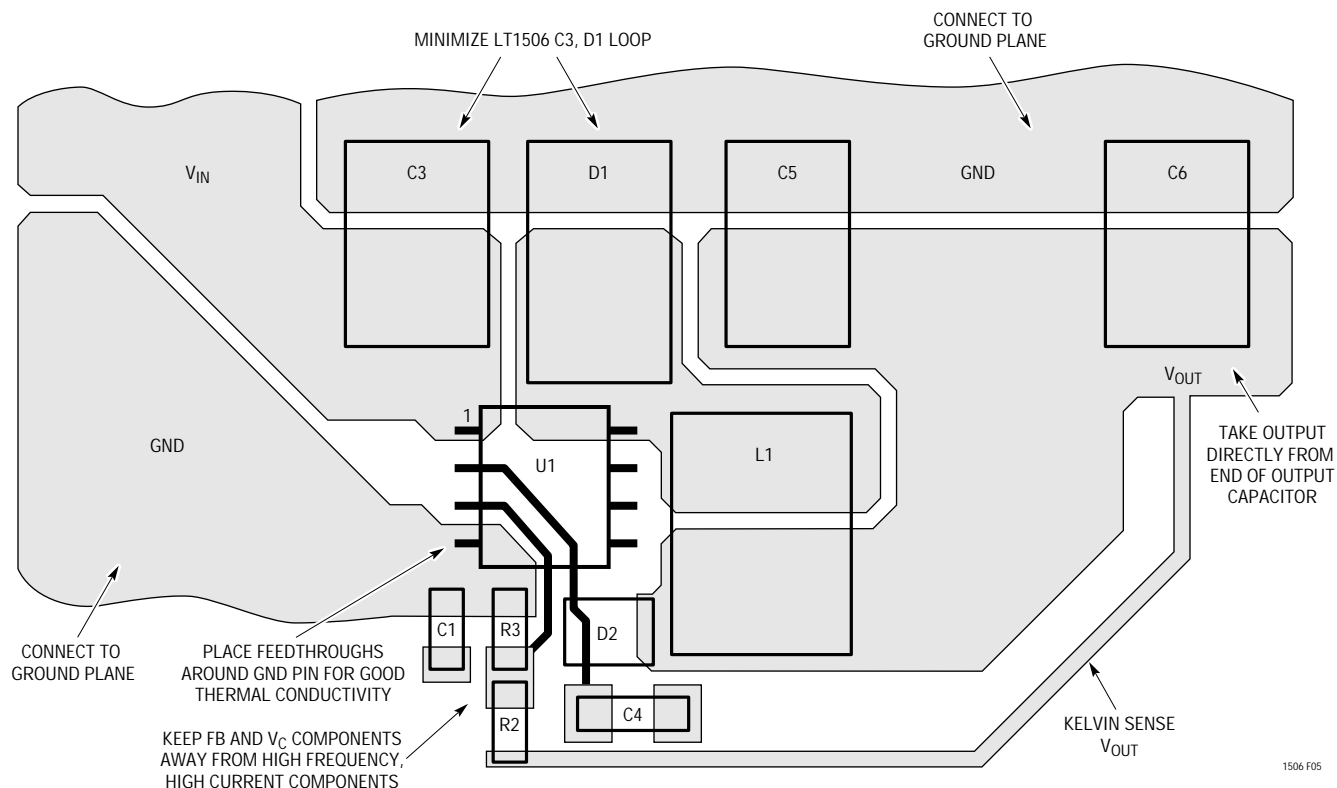 MINIMIZE LT1506 C3, D1 LOOP
CONNECT TO
GROUND PLANE
VIN
C3
D1
C5
GND
C6
GND
1
U1
L1
VOUT
TAKE OUTPUT
DIRECTLY FROM
END OF OUTPUT
CAPACITOR
CONNECT TO
GROUND PLANE
PLACE FEEDTHROUGHS
AROUND GND PIN FOR GOOD
THERMAL CONDUCTIVITY
C1
R3
D2
R2
C4
KEEP FB AND VC COMPONENTS
AWAY FROM HIGH FREQUENCY,
HIGH CURRENT COMPONENTS
KELVIN SENSE
VOUT
1506 F05